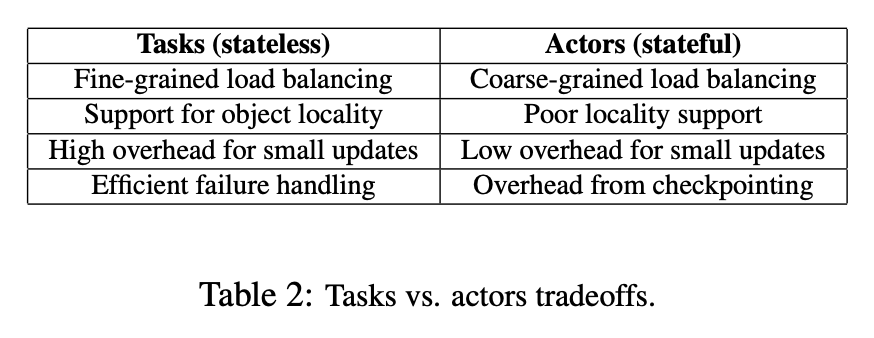 Tasks (stateless) Actors (stateful)
Fine-grained load balancing Coarse-grained load balancing
Support for object locality Poor locality support
High overhead for small updates Low overhead for small updates
Efficient failure handling Overhead from checkpointing
Table 2: Tasks vs. actors tradeoffs.